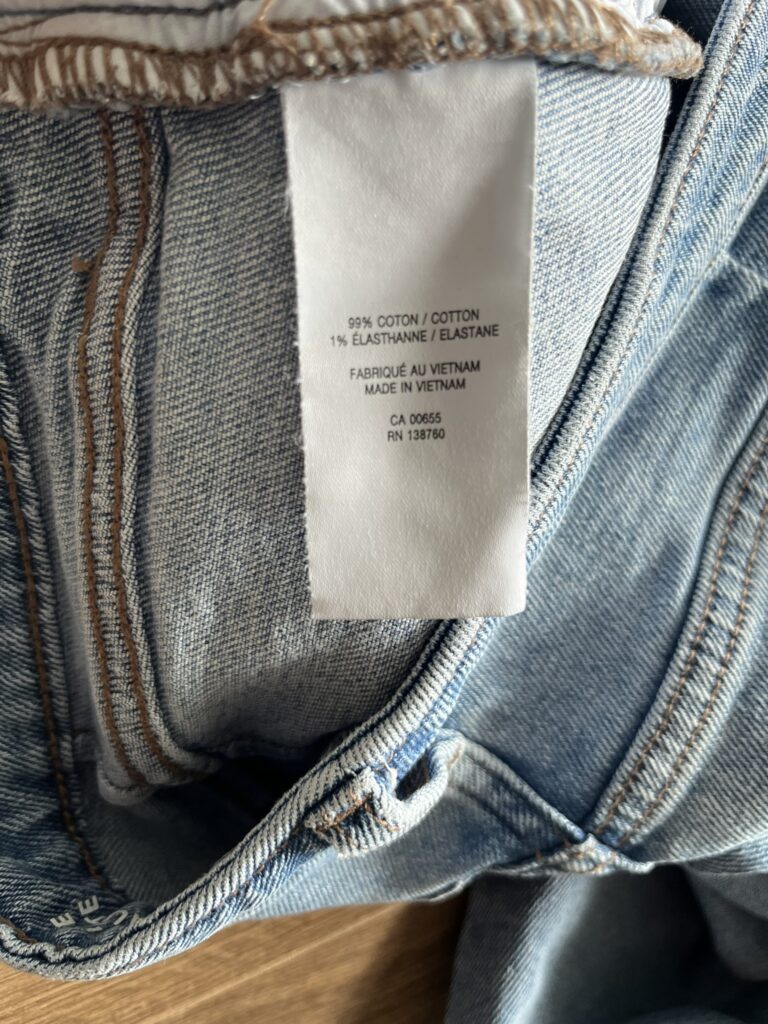 99% COTON / COTTON
1% ÉLASTHANNE / ELASTANE
FABRIQUÉ AU VIETNAM
MADE IN VIETNAM
CA 00655
RN 138760